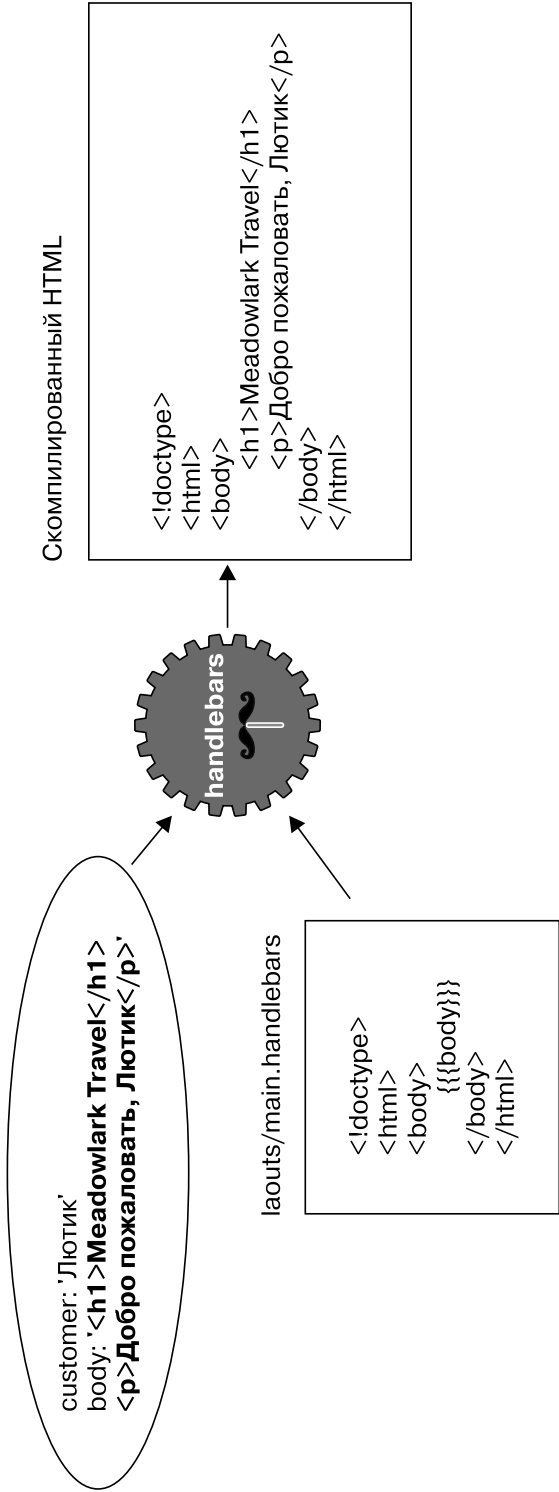 customer: 'Лютик'
body: '<h1>Meadowlark Travel</h1>
<p>Добро пожаловать, Лютик</p>'
laouts/main.handlebars
<!doctype>
<html>
<body>
{{{body}}}
</body>
</html>
handlebars
Скомпилированный HTML
<!doctype>
<html>
<body>
<h1>Meadowlark Travel</h1>
<p>Добро пожаловать, Лютик</p>
</body>
</html>